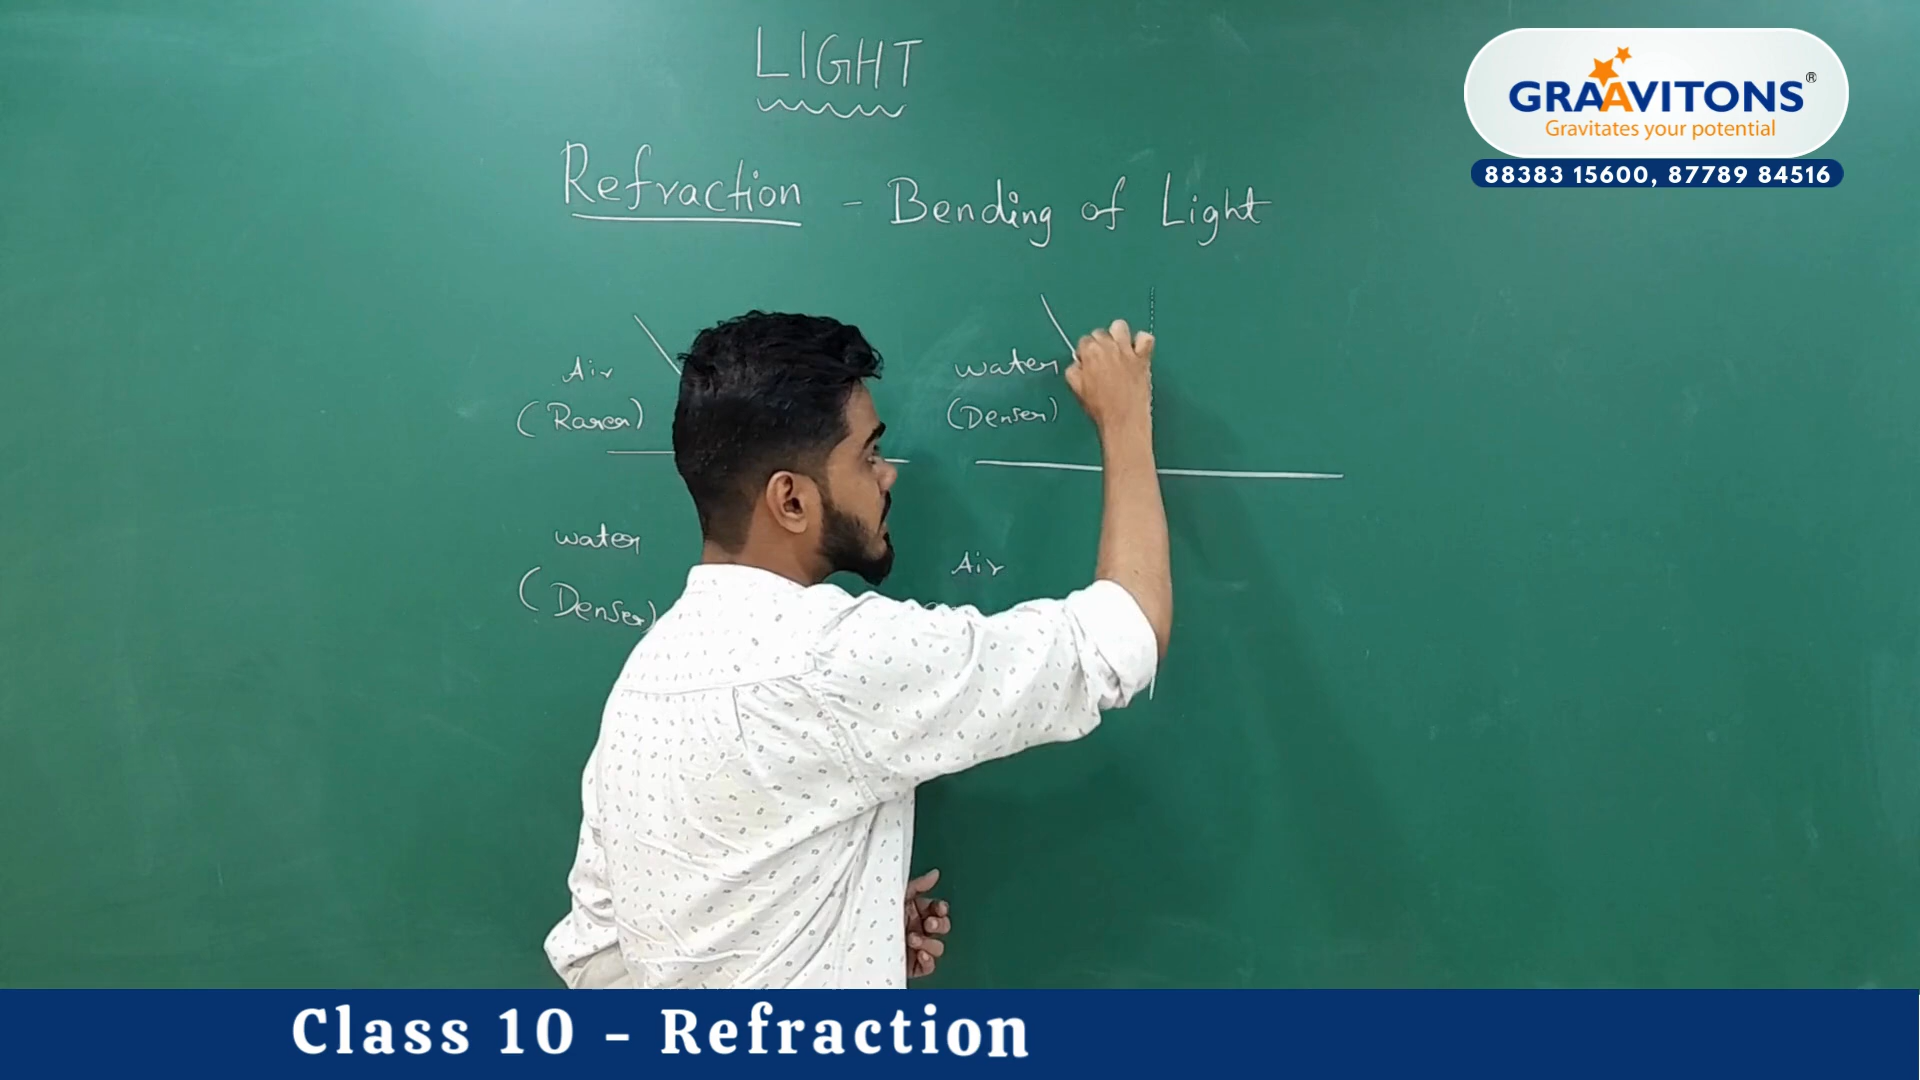 LIGHT
GRAAVITONS®
Gravitates your potential
88383 15600, 87789 84516
Refraction - Bending of Light
Air
(Rarer)
water
(Denser)
water
(Denser)
Air
Class 10 - Refraction